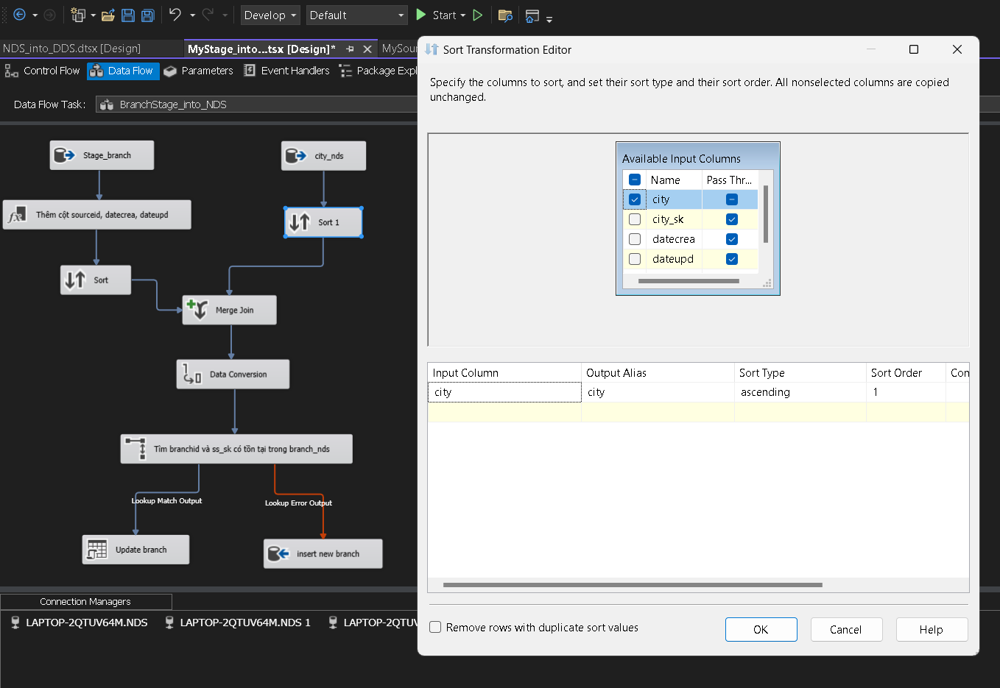 Develop
Default
Start
NDS_into_DDS.dtsx [Design]
MyStage_into...tsx [Design]*
MySour
Control Flow
Data Flow
Parameters
Event Handlers
Package Expl
Data Flow Task:
BranchStage_into_NDS
Stage_branch
city_nds
Thêm cột sourceid, datecrea, dateupd
Sort 1
Sort
Merge Join
Data Conversion
Tìm branchid và ss_sk có tồn tại trong branch_nds
Lookup Match Output
Lookup Error Output
Update branch
insert new branch
Connection Managers
LAPTOP-2QTUV64M.NDS
LAPTOP-2QTUV64M.NDS 1
LAPTOP-2QTUV
Sort Transformation Editor
Specify the columns to sort, and set their sort type and their sort order. All nonselected columns are copied
unchanged.
Available Input Columns
Name
Pass Thr...
city
city_sk
datecrea
dateupd
Input Column
Output Alias
Sort Type
Sort Order
Con
city
city
ascending
1
Remove rows with duplicate sort values
OK
Cancel
Help